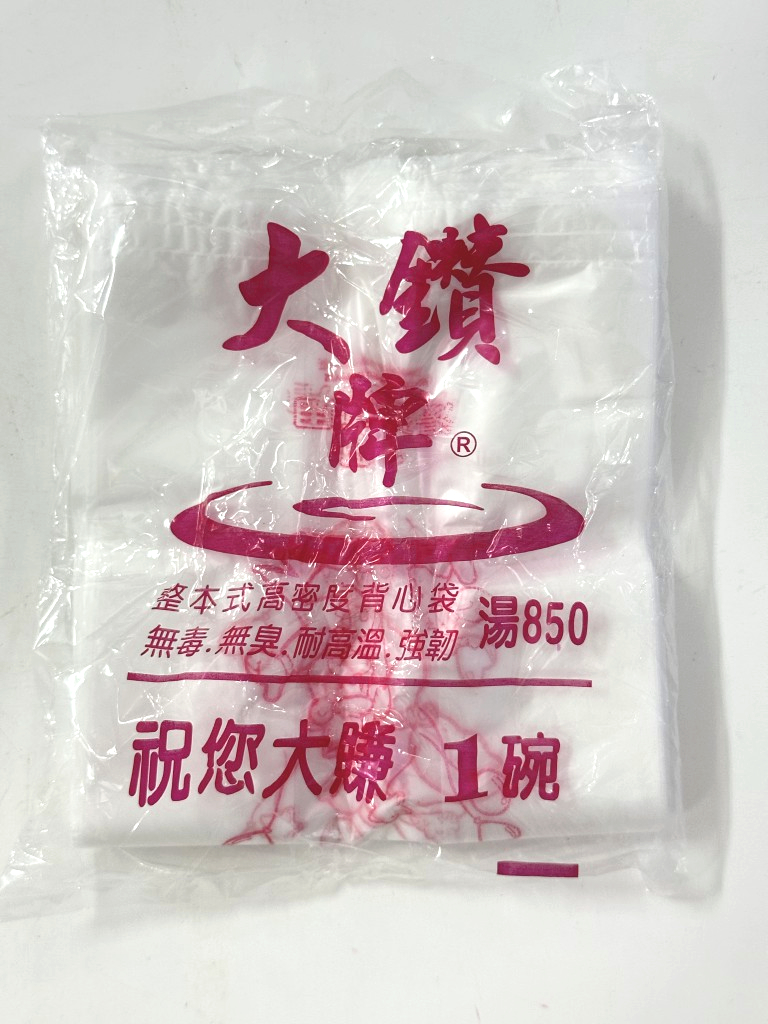 大鑽
牌®
整本式高密度背心袋
無毒.無臭.耐高溫.強韌 湯850
祝您大賺 1碗